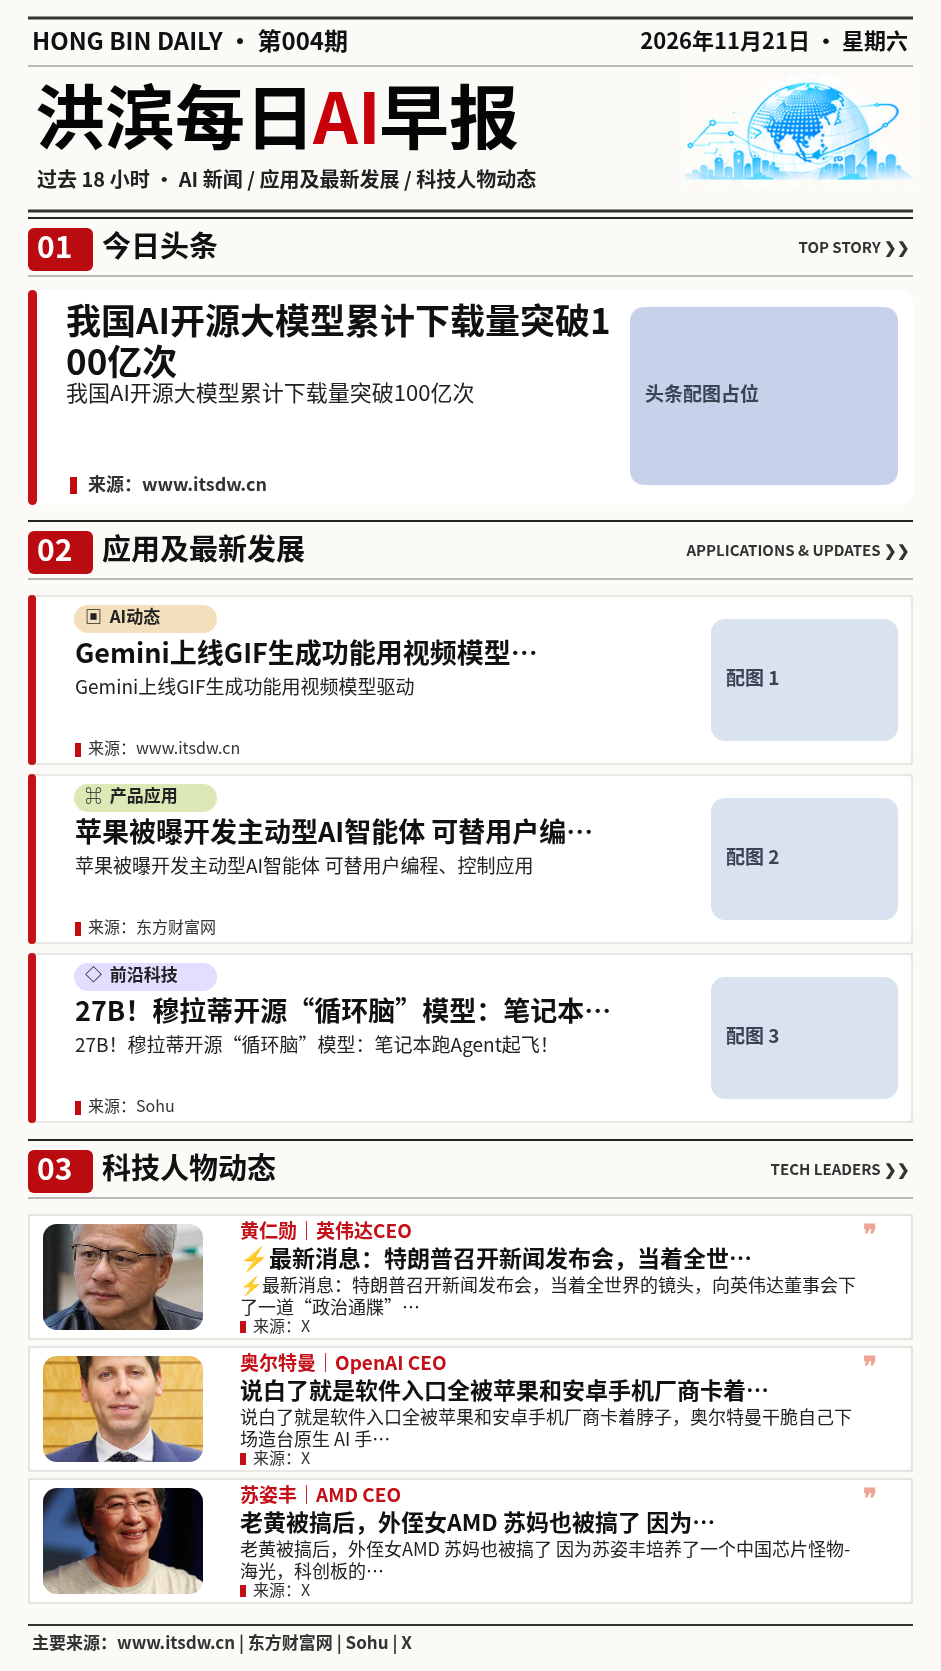 HONG BIN DAILY • 第004期
2026年11月21日 • 星期六
洪滨每日AI早报
过去 18 小时 • AI 新闻 / 应用及最新发展 / 科技人物动态
01 今日头条
TOP STORY ❯❯
我国AI开源大模型累计下载量突破1
00亿次
我国AI开源大模型累计下载量突破100亿次
头条配图占位
来源：www.itsdw.cn
02 应用及最新发展
APPLICATIONS & UPDATES ❯❯
▣ AI动态
Gemini上线GIF生成功能用视频模型…
Gemini上线GIF生成功能用视频模型驱动
配图 1
来源：www.itsdw.cn
⌘ 产品应用
苹果被曝开发主动型AI智能体 可替用户编…
苹果被曝开发主动型AI智能体 可替用户编程、控制应用
配图 2
来源：东方财富网
◇ 前沿科技
27B！穆拉蒂开源“循环脑”模型：笔记本…
27B！穆拉蒂开源“循环脑”模型：笔记本跑Agent起飞！
配图 3
来源：Sohu
03 科技人物动态
TECH LEADERS ❯❯
黄仁勋｜英伟达CEO
⚡最新消息：特朗普召开新闻发布会，当着全世…
⚡最新消息：特朗普召开新闻发布会，当着全世界的镜头，向英伟达董事会下
了一道“政治通牒”…
来源：X
奥尔特曼｜OpenAI CEO
说白了就是软件入口全被苹果和安卓手机厂商卡着…
说白了就是软件入口全被苹果和安卓手机厂商卡着脖子，奥尔特曼干脆自己下
场造台原生 AI 手…
来源：X
苏姿丰｜AMD CEO
老黄被搞后，外侄女AMD 苏妈也被搞了 因为…
老黄被搞后，外侄女AMD 苏妈也被搞了 因为苏姿丰培养了一个中国芯片怪物-
海光，科创板的…
来源：X
主要来源：www.itsdw.cn | 东方财富网 | Sohu | X